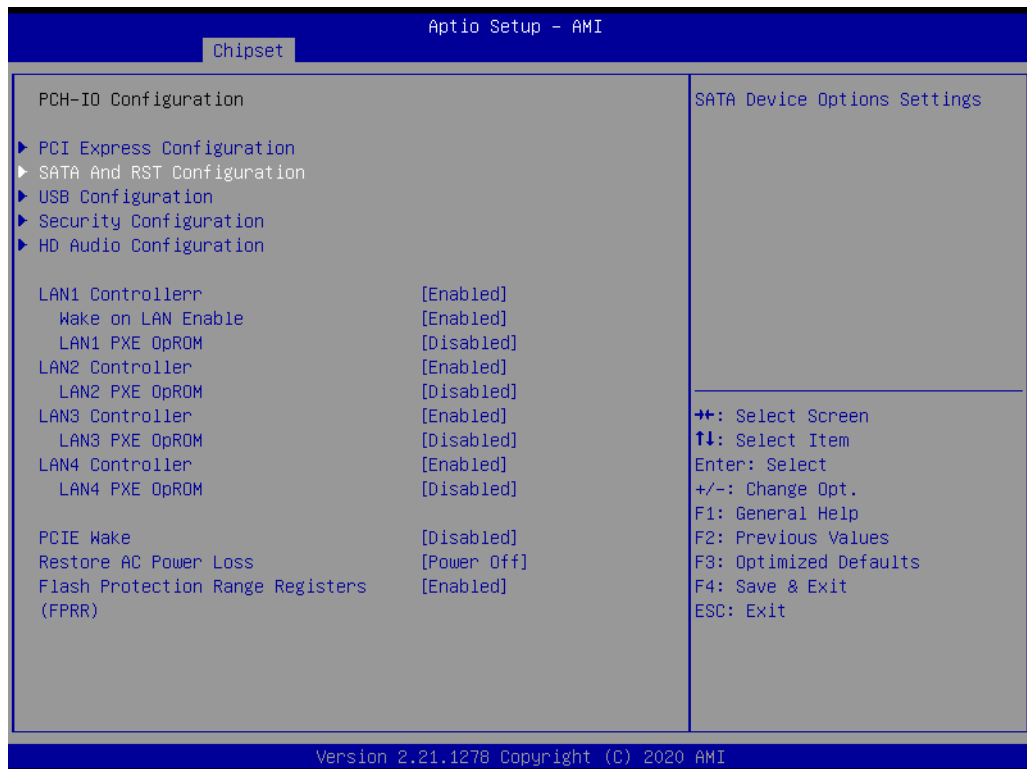 Aptio Setup – AMI
Chipset
PCH-IO Configuration
SATA Device Options Settings
▶ PCI Express Configuration
▶ SATA And RST Configuration
▶ USB Configuration
▶ Security Configuration
▶ HD Audio Configuration
LAN1 Controllerr [Enabled]
Wake on LAN Enable [Enabled]
LAN1 PXE OpROM [Disabled]
LAN2 Controller [Enabled]
LAN2 PXE OpROM [Disabled]
LAN3 Controller [Enabled]
LAN3 PXE OpROM [Disabled]
LAN4 Controller [Enabled]
LAN4 PXE OpROM [Disabled]
PCIE Wake [Disabled]
Restore AC Power Loss [Power Off]
Flash Protection Range Registers [Enabled]
(FPRR)
→←: Select Screen
↑↓: Select Item
Enter: Select
+/-: Change Opt.
F1: General Help
F2: Previous Values
F3: Optimized Defaults
F4: Save & Exit
ESC: Exit
Version 2.21.1278 Copyright (C) 2020 AMI